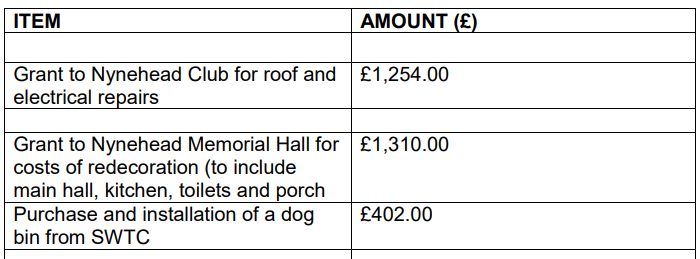 ITEM AMOUNT (£)
Grant to Nynehead Club for roof and £1,254.00
electrical repairs
Grant to Nynehead Memorial Hall for £1,310.00
costs of redecoration (to include
main hall, kitchen, toilets and porch
Purchase and installation of a dog £402.00
bin from SWTC